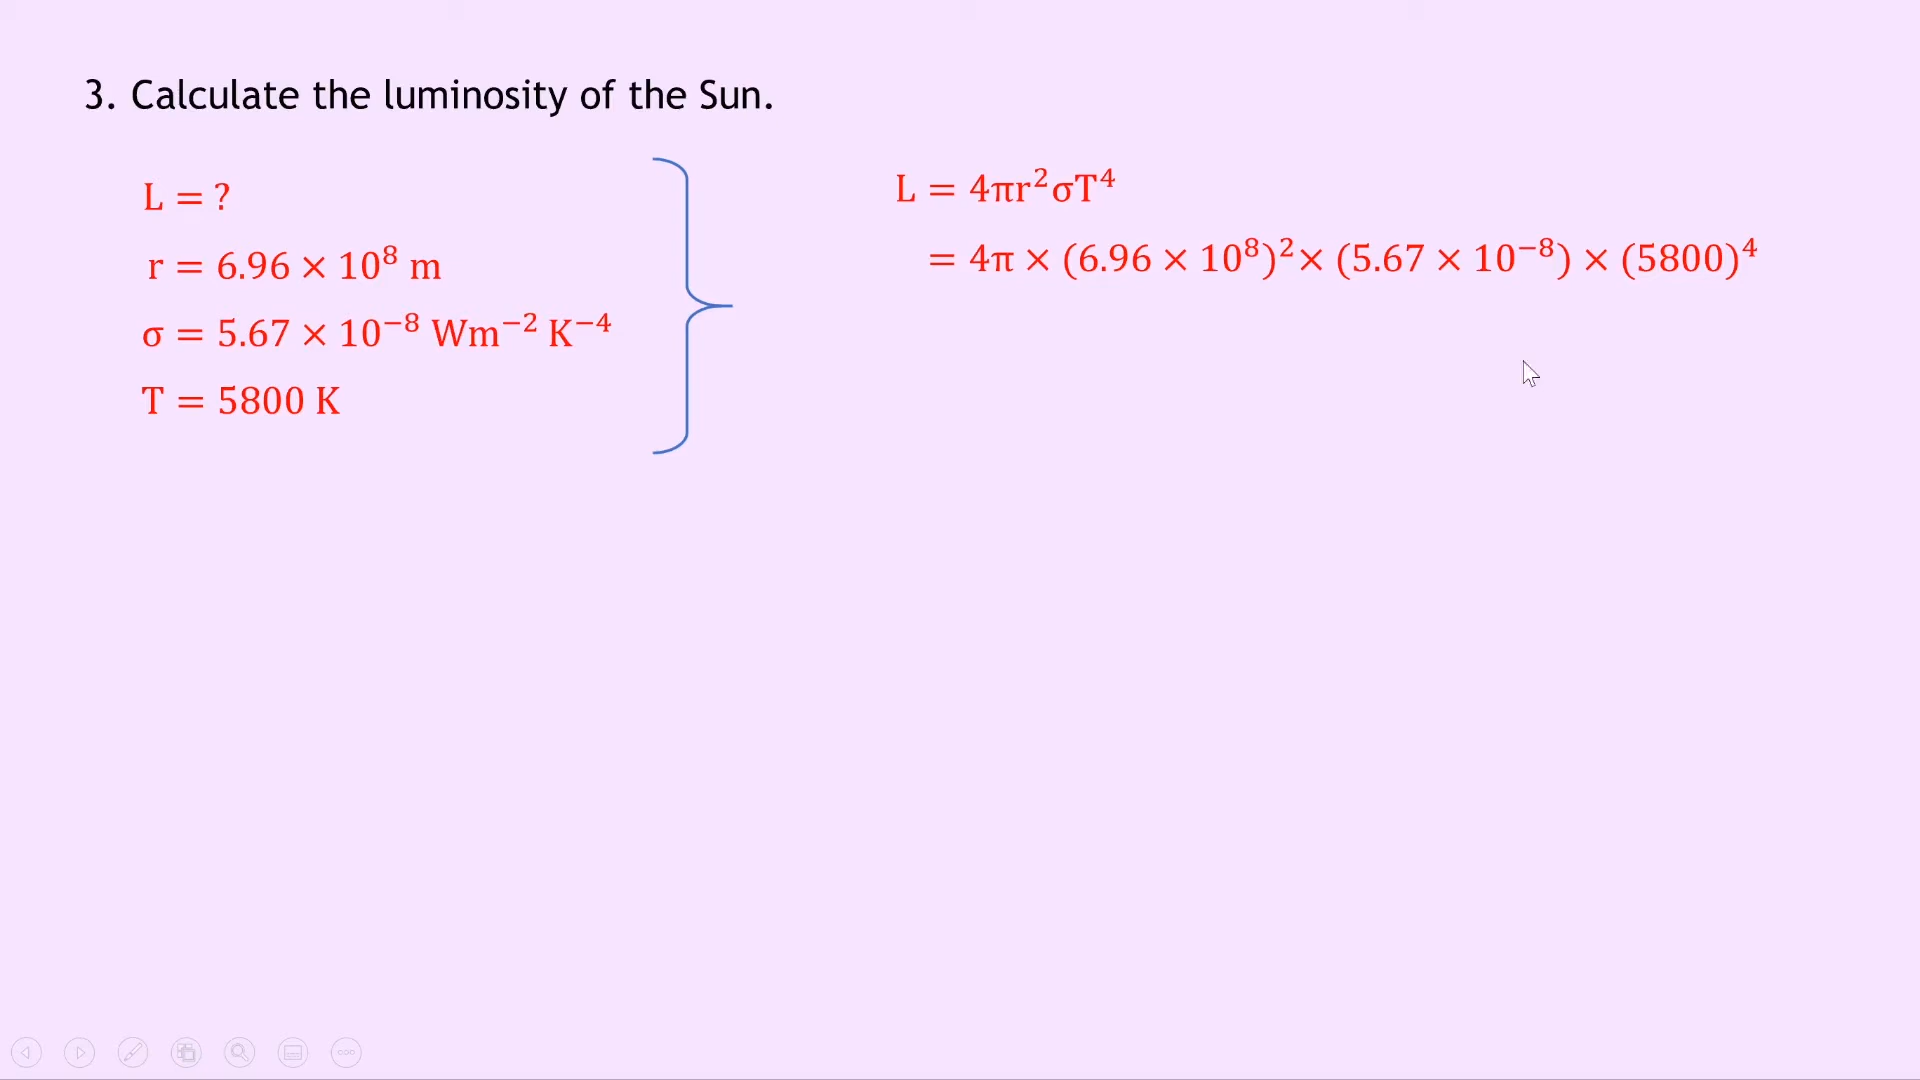 3. Calculate the luminosity of the Sun.
L = ?
r = 6.96 × 10⁸ m
σ = 5.67 × 10⁻⁸ Wm⁻² K⁻⁴
T = 5800 K
L = 4πr²σT⁴
= 4π × (6.96 × 10⁸)² × (5.67 × 10⁻⁸) × (5800)⁴